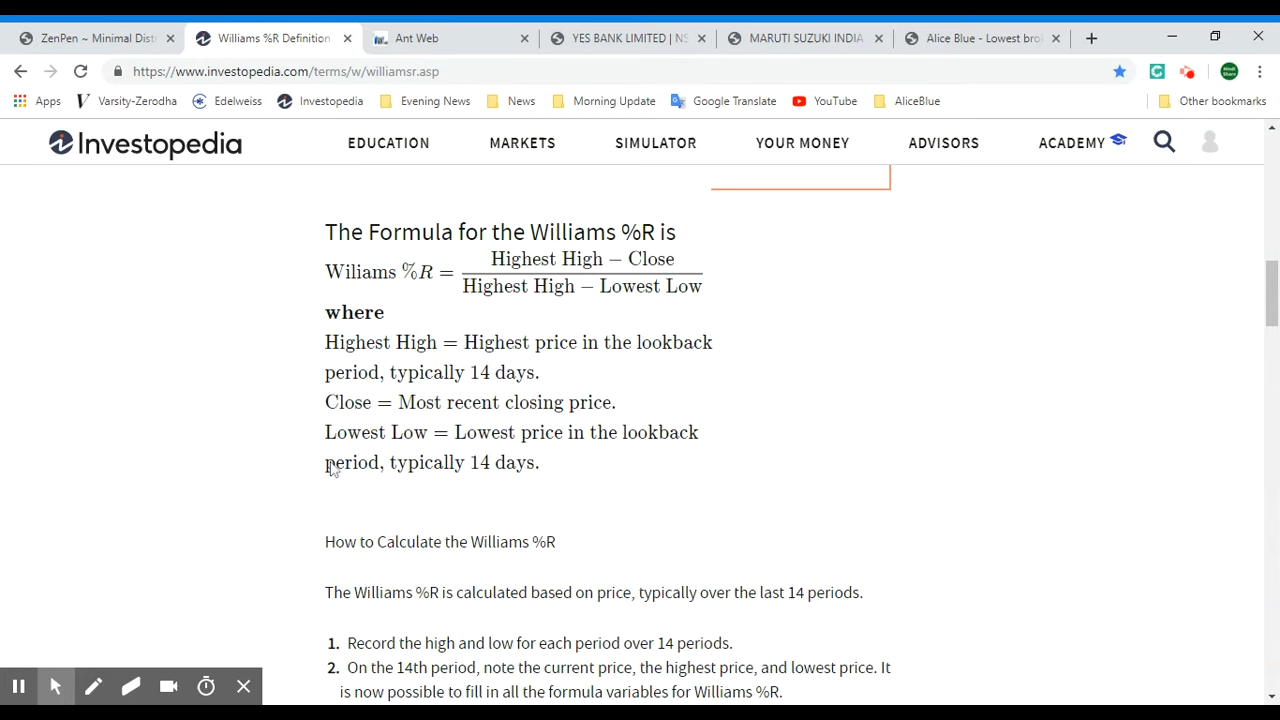 ZenPen ~ Minimal Dist
Williams %R Definition
Ant Web
YES BANK LIMITED | NS
MARUTI SUZUKI INDIA
Alice Blue - Lowest bro
https://www.investopedia.com/terms/w/williamsr.asp
Apps
Varsity-Zerodha
Edelweiss
Investopedia
Evening News
News
Morning Update
Google Translate
YouTube
AliceBlue
Other bookmarks
Investopedia
EDUCATION
MARKETS
SIMULATOR
YOUR MONEY
ADVISORS
ACADEMY
The Formula for the Williams %R is
Wiliams %R = Highest High − Close
Highest High − Lowest Low
where
Highest High = Highest price in the lookback
period, typically 14 days.
Close = Most recent closing price.
Lowest Low = Lowest price in the lookback
period, typically 14 days.
How to Calculate the Williams %R
The Williams %R is calculated based on price, typically over the last 14 periods.
1. Record the high and low for each period over 14 periods.
2. On the 14th period, note the current price, the highest price, and lowest price. It
is now possible to fill in all the formula variables for Williams %R.